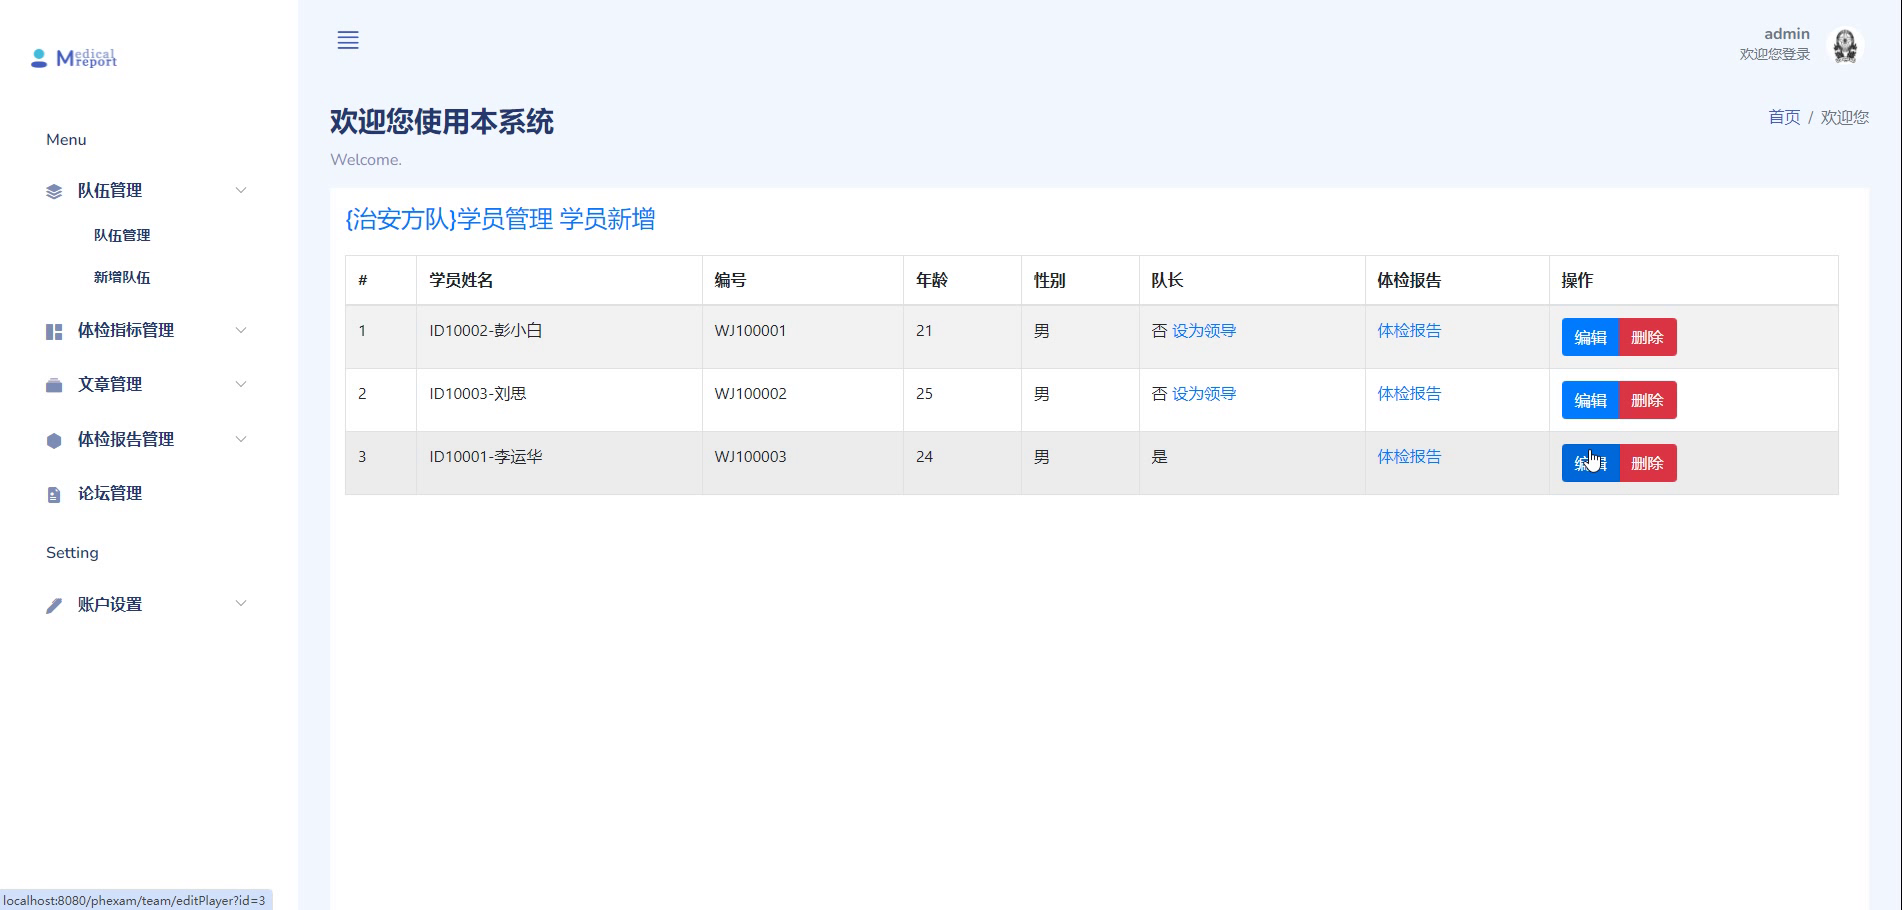 Medical report
Menu
队伍管理
队伍管理
新增队伍
体检指标管理
文章管理
体检报告管理
论坛管理
Setting
账户设置
admin
欢迎您登录
欢迎您使用本系统
Welcome.
首页 / 欢迎您
{治安方队}学员管理 学员新增
# 学员姓名 编号 年龄 性别 队长 体检报告 操作
1 ID10002-彭小白 WJ100001 21 男 否 设为领导 体检报告 编辑 删除
2 ID10003-刘思 WJ100002 25 男 否 设为领导 体检报告 编辑 删除
3 ID10001-李运华 WJ100003 24 男 是 体检报告 编辑 删除
localhost:8080/phexam/team/editPlayer?id=3